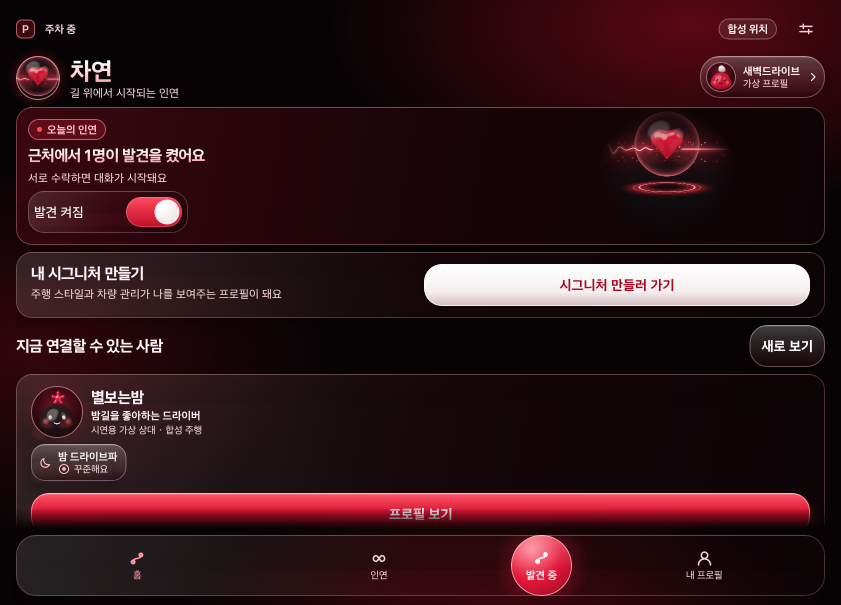 P 주차 중
합성 위치
차연
길 위에서 시작되는 인연
새벽드라이브
가상 프로필
오늘의 인연
근처에서 1명이 발견을 켰어요
서로 수락하면 대화가 시작돼요
발견 켜짐
내 시그니처 만들기
주행 스타일과 차량 관리가 나를 보여주는 프로필이 돼요
시그니처 만들러 가기
지금 연결할 수 있는 사람
새로 보기
별보는밤
밤길을 좋아하는 드라이버
시연용 가상 상대 · 합성 주행
밤 드라이브파
꾸준해요
프로필 보기
홈
인연
발견 중
내 프로필